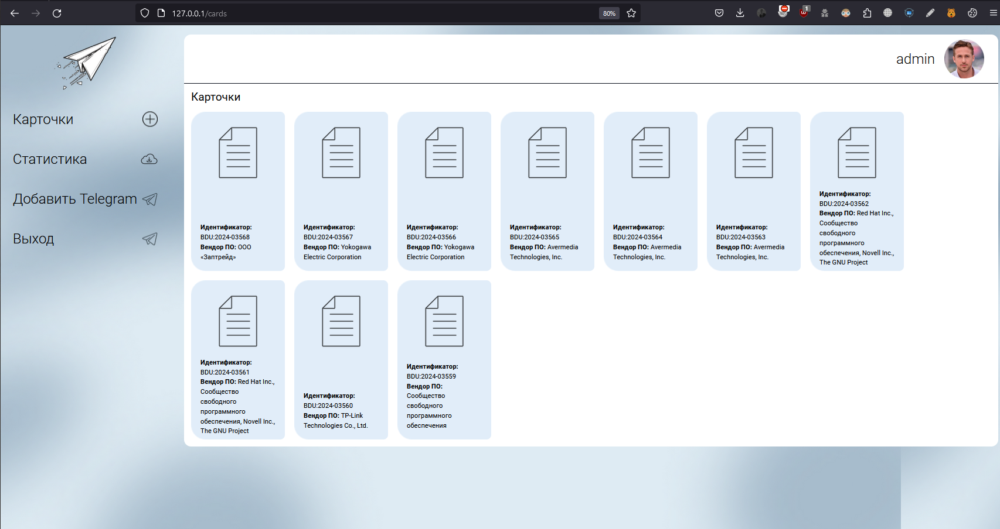 127.0.0.1/cards
80%
1
admin
Карточки
Статистика
Добавить Telegram
Выход
Карточки
Идентификатор:
BDU:2024-03568
Вендор ПО: ООО
«Заптрейд»
Идентификатор:
BDU:2024-03567
Вендор ПО: Yokogawa
Electric Corporation
Идентификатор:
BDU:2024-03566
Вендор ПО: Yokogawa
Electric Corporation
Идентификатор:
BDU:2024-03565
Вендор ПО: Avermedia
Technologies, Inc.
Идентификатор:
BDU:2024-03564
Вендор ПО: Avermedia
Technologies, Inc.
Идентификатор:
BDU:2024-03563
Вендор ПО: Avermedia
Technologies, Inc.
Идентификатор:
BDU:2024-03562
Вендор ПО: Red Hat Inc.,
Сообщество
свободного
программного
обеспечения, Novell Inc.,
The GNU Project
Идентификатор:
BDU:2024-03561
Вендор ПО: Red Hat Inc.,
Сообщество
свободного
программного
обеспечения, Novell Inc.,
The GNU Project
Идентификатор:
BDU:2024-03560
Вендор ПО: TP-Link
Technologies Co., Ltd.
Идентификатор:
BDU:2024-03559
Вендор ПО:
Сообщество
свободного
программного
обеспечения